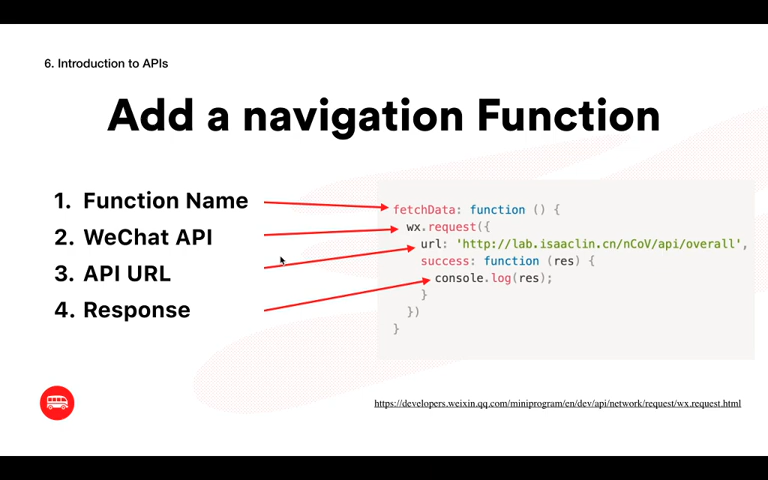 6. Introduction to APIs
Add a navigation Function
1. Function Name
2. WeChat API
3. API URL
4. Response
fetchData: function () {
wx.request({
url: 'http://lab.isaaclin.cn/nCoV/api/overall',
success: function (res) {
console.log(res);
}
})
}
https://developers.weixin.qq.com/miniprogram/en/dev/api/network/request/wx.request.html